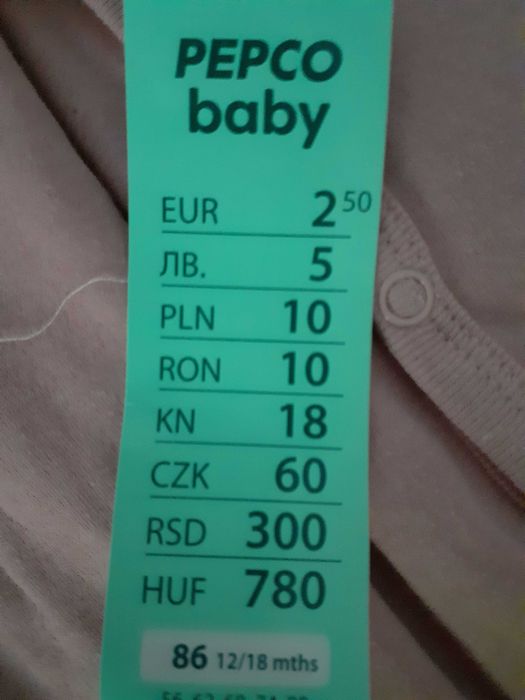 PEPCO
baby
EUR 2 50
ЛВ. 5
PLN 10
RON 10
KN 18
CZK 60
RSD 300
HUF 780
86 12/18 mths